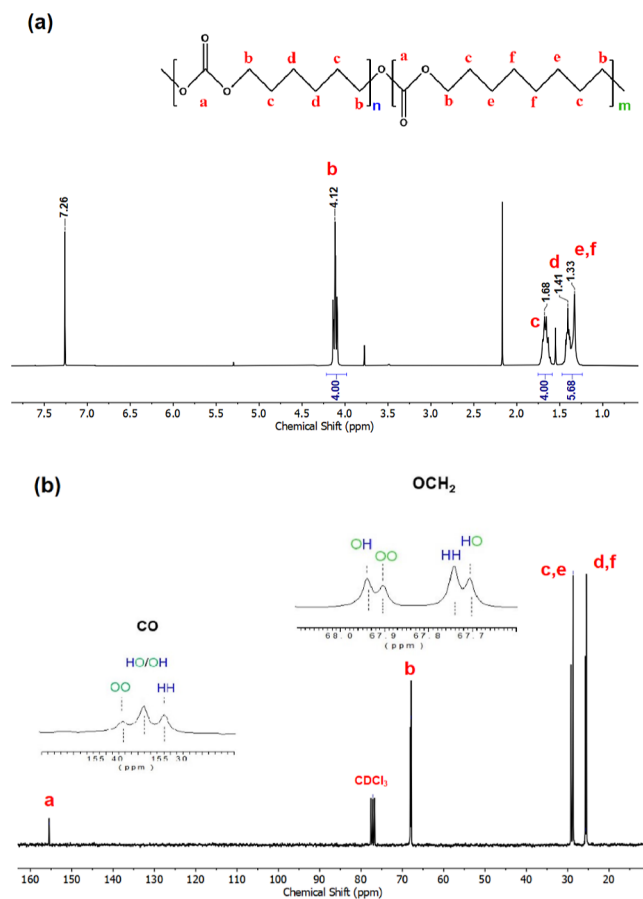 (a)
O
b d c a c f e b
O O O O
a c d b n O b e f c m
b
7.26
4.12
d
e,f
1.68
1.41
1.33
c
4.00
4.00
5.68
7.5 7.0 6.5 6.0 5.5 5.0 4.5 4.0 3.5 3.0 2.5 2.0 1.5 1.0
Chemical Shift (ppm)
(b)
OCH2
OH OO HH HO
68.0 67.9 67.8 67.7
(ppm)
c,e
d,f
CO
HO/OH
OO HH
155.40 155.30
(ppm)
b
CDCl3
a
160 150 140 130 120 110 100 90 80 70 60 50 40 30 20
Chemical Shift (ppm)